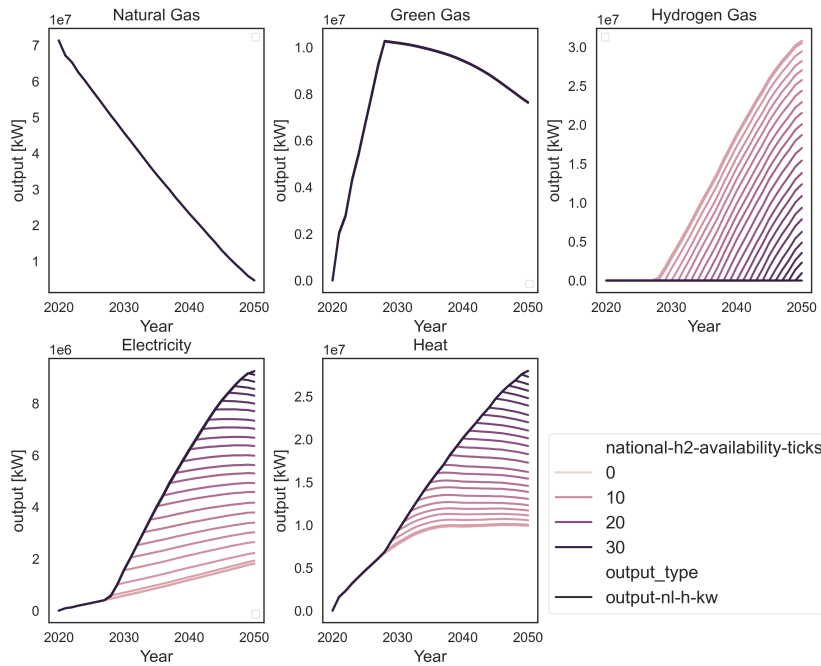 Natural Gas
1e7
7
6
5
4
3
2
1
output [kW]
2020 2030 2040 2050
Year
Green Gas
1e7
1.0
0.8
0.6
0.4
0.2
0.0
output [kW]
2020 2030 2040 2050
Year
Hydrogen Gas
1e7
3.0
2.5
2.0
1.5
1.0
0.5
0.0
output [kW]
2020 2030 2040 2050
Year
Electricity
1e6
8
6
4
2
0
output [kW]
2020 2030 2040 2050
Year
Heat
1e7
2.5
2.0
1.5
1.0
0.5
0.0
output [kW]
2020 2030 2040 2050
Year
national-h2-availability-ticks
0
10
20
30
output_type
output-nl-h-kw